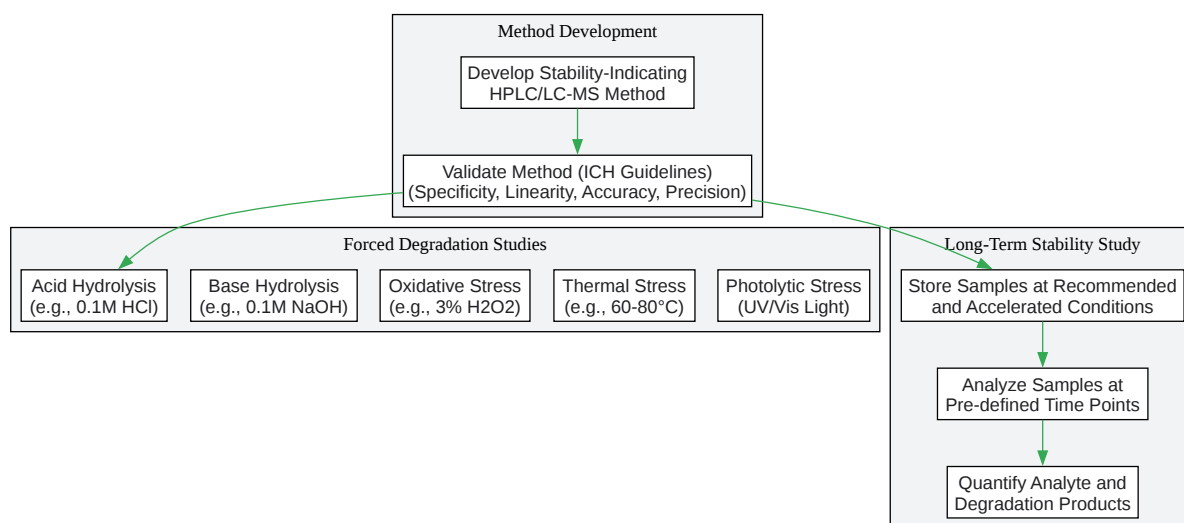 Method Development
Develop Stability-Indicating
HPLC/LC-MS Method
Validate Method (ICH Guidelines)
(Specificity, Linearity, Accuracy, Precision)
Forced Degradation Studies
Acid Hydrolysis
(e.g., 0.1M HCl)
Base Hydrolysis
(e.g., 0.1M NaOH)
Oxidative Stress
(e.g., 3% H2O2)
Thermal Stress
(e.g., 60-80°C)
Photolytic Stress
(UV/Vis Light)
Long-Term Stability Study
Store Samples at Recommended
and Accelerated Conditions
Analyze Samples at
Pre-defined Time Points
Quantify Analyte and
Degradation Products